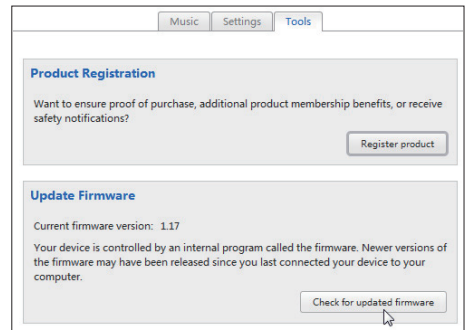 Music Settings Tools
Product Registration
Want to ensure proof of purchase, additional product membership benefits, or receive
safety notifications?
Register product
Update Firmware
Current firmware version: 1.17
Your device is controlled by an internal program called the firmware. Newer versions of
the firmware may have been released since you last connected your device to your
computer.
Check for updated firmware